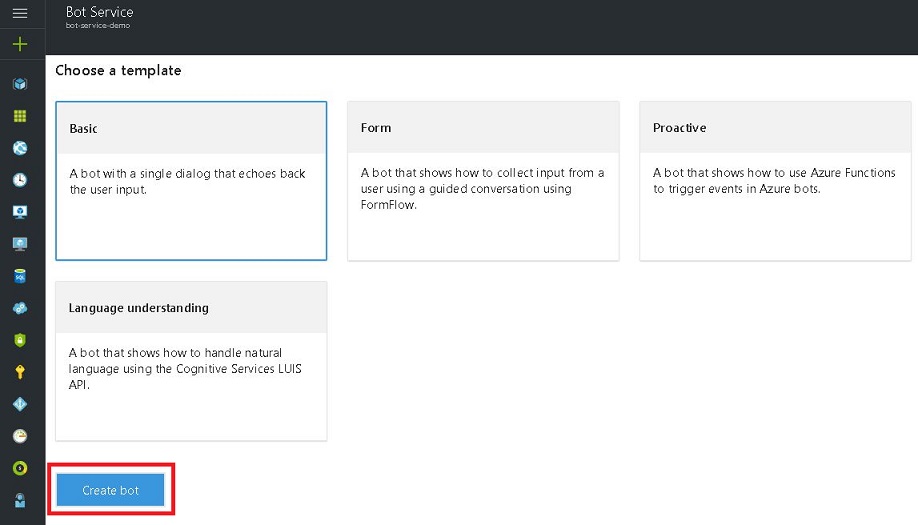 Bot Service
bot-service-demo
Choose a template
Basic
A bot with a single dialog that echoes back
the user input.
Form
A bot that shows how to collect input from a
user using a guided conversation using
FormFlow.
Proactive
A bot that shows how to use Azure Functions
to trigger events in Azure bots.
Language understanding
A bot that shows how to handle natural
language using the Cognitive Services LUIS
API.
Create bot